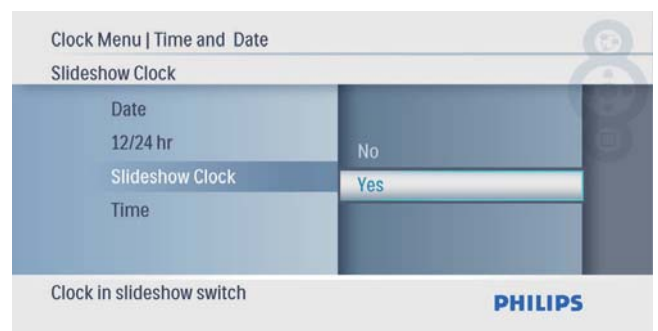 Clock Menu | Time and Date
Slideshow Clock
Date
12/24 hr
Slideshow Clock
Time
No
Yes
Clock in slideshow switch
PHILIPS